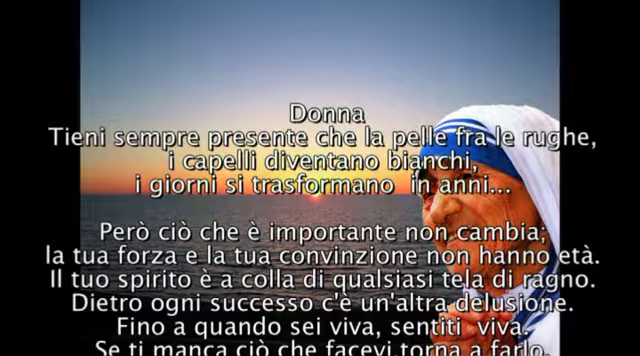 Donna
Tieni sempre presente che la pelle fra le rughe,
i capelli diventano bianchi,
i giorni si trasformano in anni...
Però ciò che è importante non cambia;
la tua forza e la tua convinzione non hanno età.
Il tuo spirito è a colla di qualsiasi tela di ragno.
Dietro ogni successo c'è un'altra delusione.
Fino a quando sei viva, sentiti viva.
Se ti manca ciò che facevi torna a farlo.